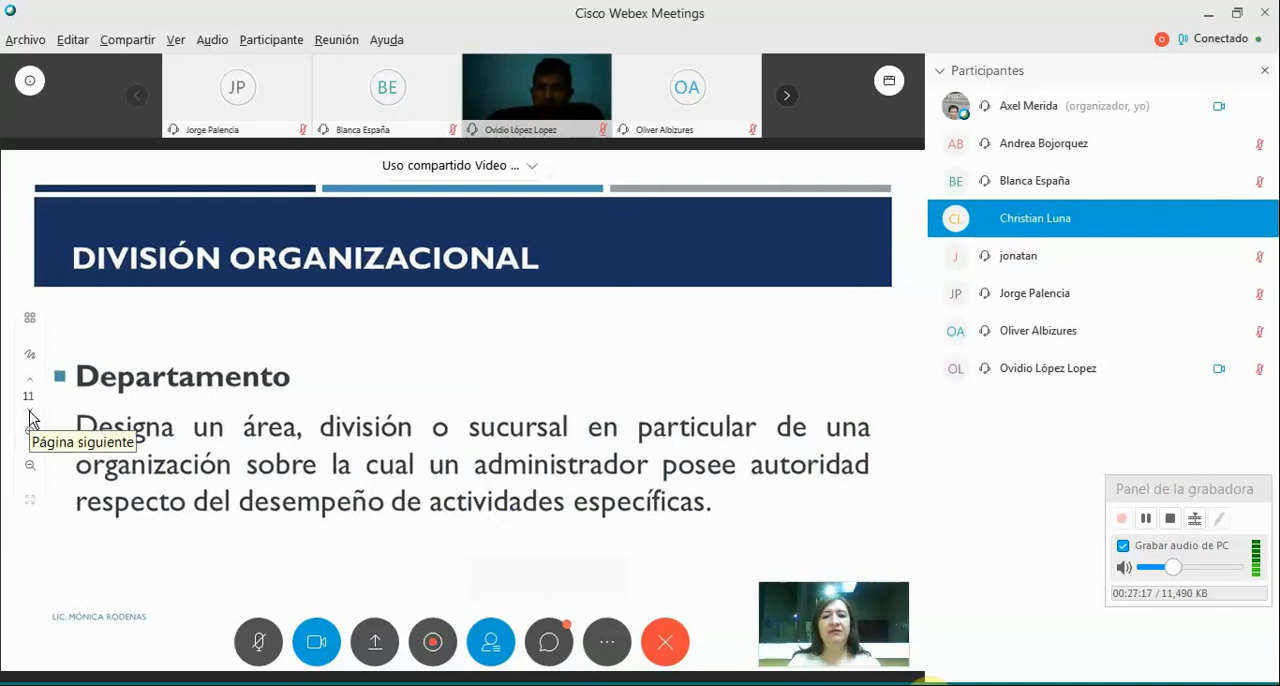 Cisco Webex Meetings
Archivo Editar Compartir Ver Audio Participante Reunión Ayuda
Conectado
JP
Jorge Palencia
BE
Blanca España
Ovidio López Lopez
OA
Oliver Albizures
Uso compartido Video ...
DIVISIÓN ORGANIZACIONAL
Departamento
11
Designa un área, división o sucursal en particular de una
Página siguiente
organización sobre la cual un administrador posee autoridad
respecto del desempeño de actividades específicas.
LIC. MÓNICA RODENAS
Participantes
Axel Merida (organizador, yo)
AB Andrea Bojorquez
BE Blanca España
CL Christian Luna
J jonatan
JP Jorge Palencia
OA Oliver Albizures
OL Ovidio López Lopez
Panel de la grabadora
Grabar audio de PC
00:27:17 / 11,490 KB